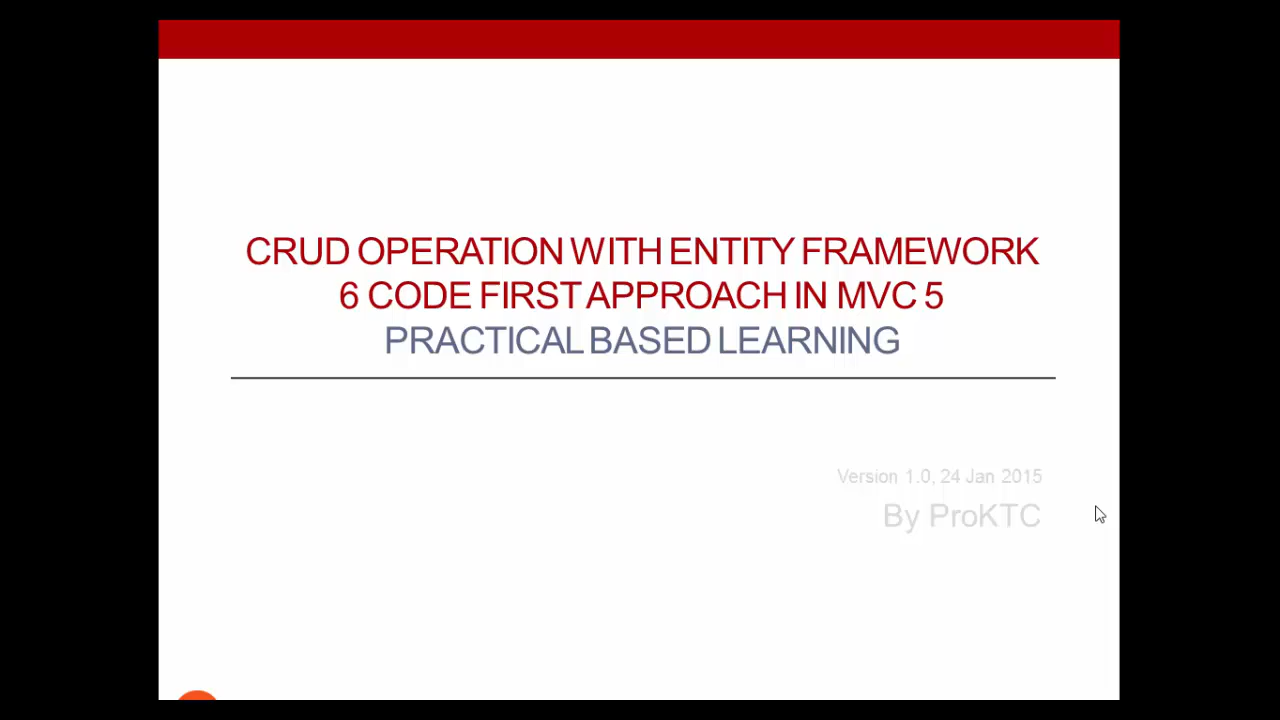 CRUD OPERATION WITH ENTITY FRAMEWORK
6 CODE FIRST APPROACH IN MVC 5
PRACTICAL BASED LEARNING
Version 1.0, 24 Jan 2015
By ProKTC